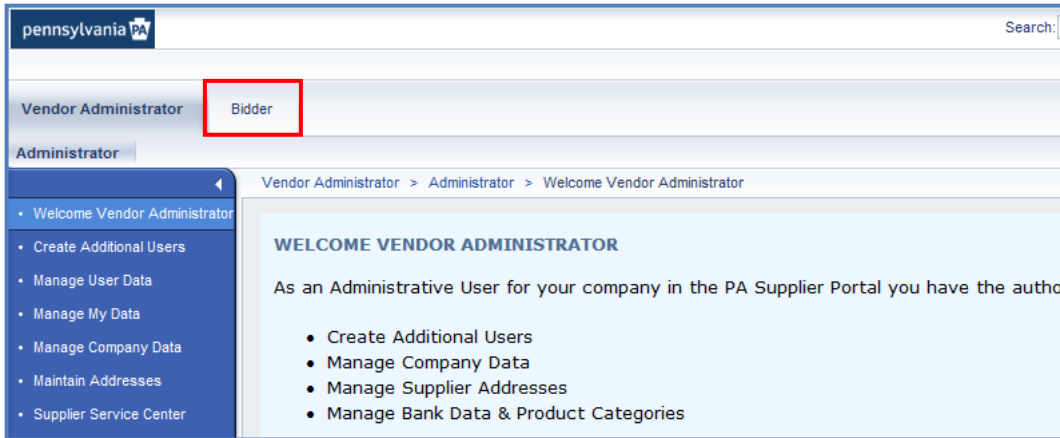 pennsylvania PA
Search:
Vendor Administrator Bidder
Administrator
Vendor Administrator > Administrator > Welcome Vendor Administrator
• Welcome Vendor Administrator
• Create Additional Users
• Manage User Data
• Manage My Data
• Manage Company Data
• Maintain Addresses
• Supplier Service Center
WELCOME VENDOR ADMINISTRATOR
As an Administrative User for your company in the PA Supplier Portal you have the autho
• Create Additional Users
• Manage Company Data
• Manage Supplier Addresses
• Manage Bank Data & Product Categories